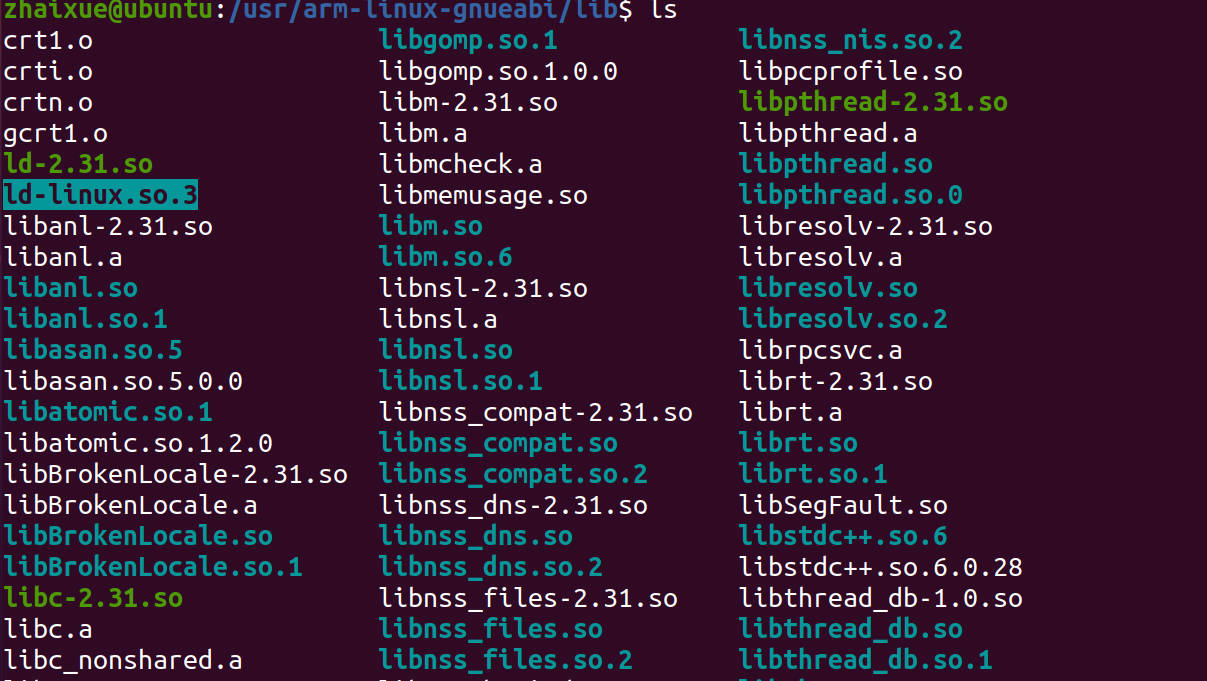 zhaixue@ubuntu:/usr/arm-linux-gnueabi/lib$ ls
crt1.o libgomp.so.1 libnss_nis.so.2
crti.o libgomp.so.1.0.0 libpcprofile.so
crtn.o libm-2.31.so libpthread-2.31.so
gcrt1.o libm.a libpthread.a
ld-2.31.so libmcheck.a libpthread.so
ld-linux.so.3 libmemusage.so libpthread.so.0
libanl-2.31.so libm.so libresolv-2.31.so
libanl.a libm.so.6 libresolv.a
libanl.so libnsl-2.31.so libresolv.so
libanl.so.1 libnsl.a libresolv.so.2
libasan.so.5 libnsl.so librpcsvc.a
libasan.so.5.0.0 libnsl.so.1 librt-2.31.so
libatomic.so.1 libnss_compat-2.31.so librt.a
libatomic.so.1.2.0 libnss_compat.so librt.so
libBrokenLocale-2.31.so libnss_compat.so.2 librt.so.1
libBrokenLocale.a libnss_dns-2.31.so libSegFault.so
libBrokenLocale.so libnss_dns.so libstdc++.so.6
libBrokenLocale.so.1 libnss_dns.so.2 libstdc++.so.6.0.28
libc-2.31.so libnss_files-2.31.so libthread_db-1.0.so
libc.a libnss_files.so libthread_db.so
libc_nonshared.a libnss_files.so.2 libthread_db.so.1